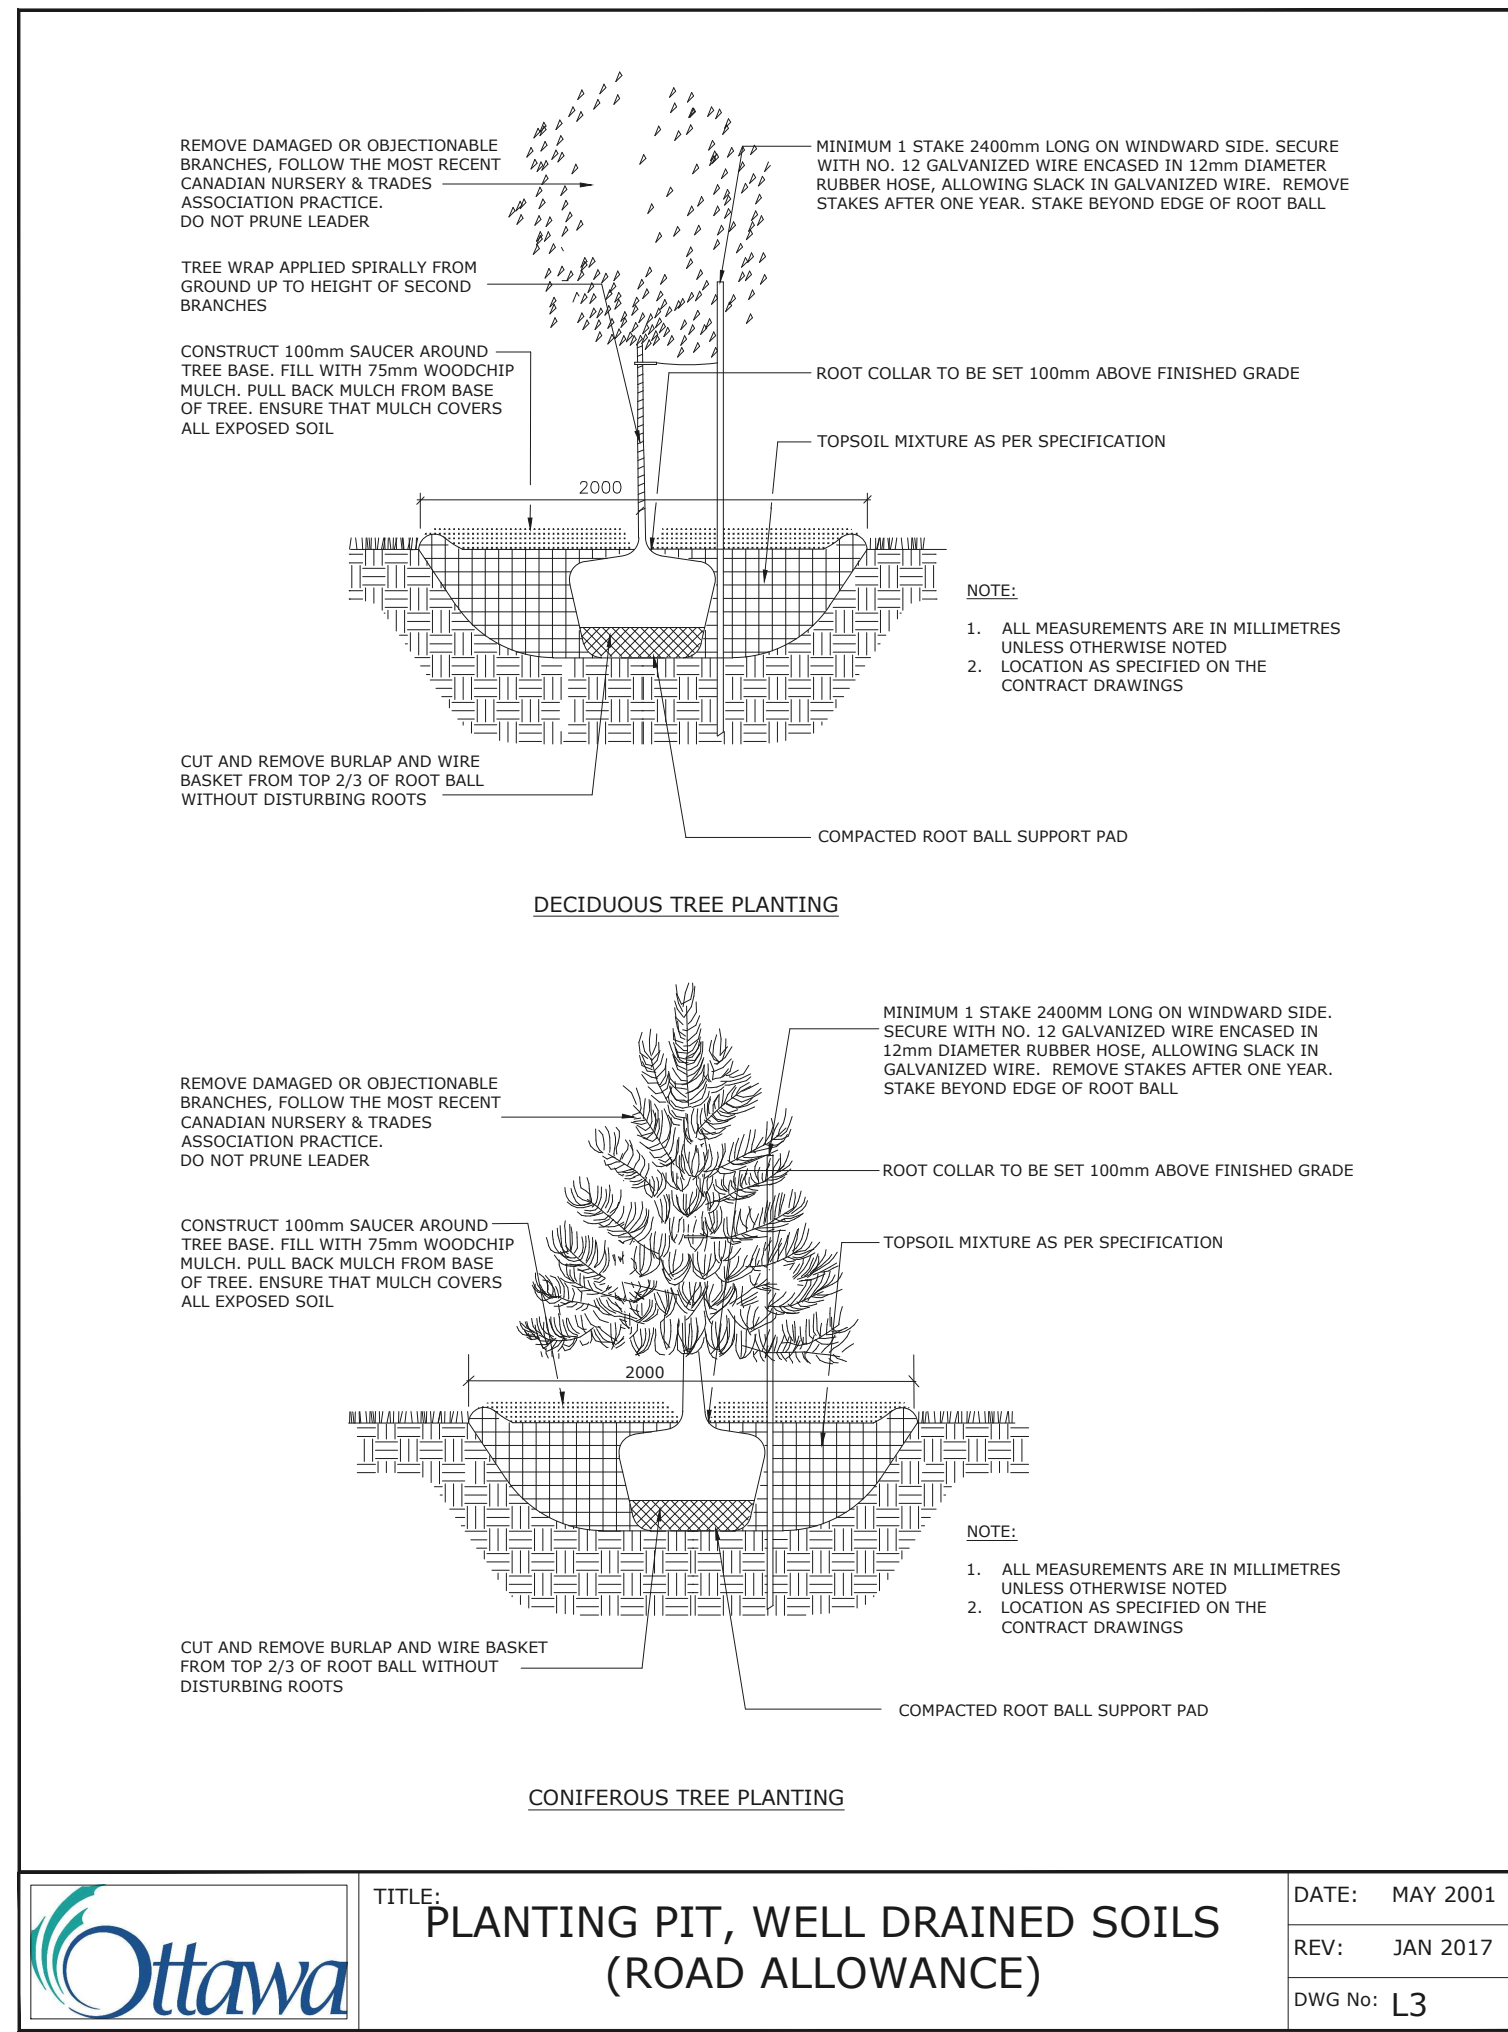 REMOVE DAMAGED OR OBJECTIONABLE
BRANCHES, FOLLOW THE MOST RECENT
CANADIAN NURSERY & TRADES
ASSOCIATION PRACTICE.
DO NOT PRUNE LEADER
MINIMUM 1 STAKE 2400mm LONG ON WINDWARD SIDE. SECURE
WITH NO. 12 GALVANIZED WIRE ENCASED IN 12mm DIAMETER
RUBBER HOSE, ALLOWING SLACK IN GALVANIZED WIRE. REMOVE
STAKES AFTER ONE YEAR. STAKE BEYOND EDGE OF ROOT BALL
TREE WRAP APPLIED SPIRALLY FROM
GROUND UP TO HEIGHT OF SECOND
BRANCHES
CONSTRUCT 100mm SAUCER AROUND
TREE BASE. FILL WITH 75mm WOODCHIP
MULCH. PULL BACK MULCH FROM BASE
OF TREE. ENSURE THAT MULCH COVERS
ALL EXPOSED SOIL
ROOT COLLAR TO BE SET 100mm ABOVE FINISHED GRADE
TOPSOIL MIXTURE AS PER SPECIFICATION
2000
NOTE:
1. ALL MEASUREMENTS ARE IN MILLIMETRES
UNLESS OTHERWISE NOTED
2. LOCATION AS SPECIFIED ON THE
CONTRACT DRAWINGS
CUT AND REMOVE BURLAP AND WIRE
BASKET FROM TOP 2/3 OF ROOT BALL
WITHOUT DISTURBING ROOTS
COMPACTED ROOT BALL SUPPORT PAD
DECIDUOUS TREE PLANTING
MINIMUM 1 STAKE 2400MM LONG ON WINDWARD SIDE.
SECURE WITH NO. 12 GALVANIZED WIRE ENCASED IN
12mm DIAMETER RUBBER HOSE, ALLOWING SLACK IN
GALVANIZED WIRE. REMOVE STAKES AFTER ONE YEAR.
STAKE BEYOND EDGE OF ROOT BALL
REMOVE DAMAGED OR OBJECTIONABLE
BRANCHES, FOLLOW THE MOST RECENT
CANADIAN NURSERY & TRADES
ASSOCIATION PRACTICE.
DO NOT PRUNE LEADER
ROOT COLLAR TO BE SET 100mm ABOVE FINISHED GRADE
CONSTRUCT 100mm SAUCER AROUND
TREE BASE. FILL WITH 75mm WOODCHIP
MULCH. PULL BACK MULCH FROM BASE
OF TREE. ENSURE THAT MULCH COVERS
ALL EXPOSED SOIL
TOPSOIL MIXTURE AS PER SPECIFICATION
2000
NOTE:
1. ALL MEASUREMENTS ARE IN MILLIMETRES
UNLESS OTHERWISE NOTED
2. LOCATION AS SPECIFIED ON THE
CONTRACT DRAWINGS
CUT AND REMOVE BURLAP AND WIRE BASKET
FROM TOP 2/3 OF ROOT BALL WITHOUT
DISTURBING ROOTS
COMPACTED ROOT BALL SUPPORT PAD
CONIFEROUS TREE PLANTING
Ottawa
TITLE:
PLANTING PIT, WELL DRAINED SOILS
(ROAD ALLOWANCE)
DATE: MAY 2001
REV: JAN 2017
DWG No: L3